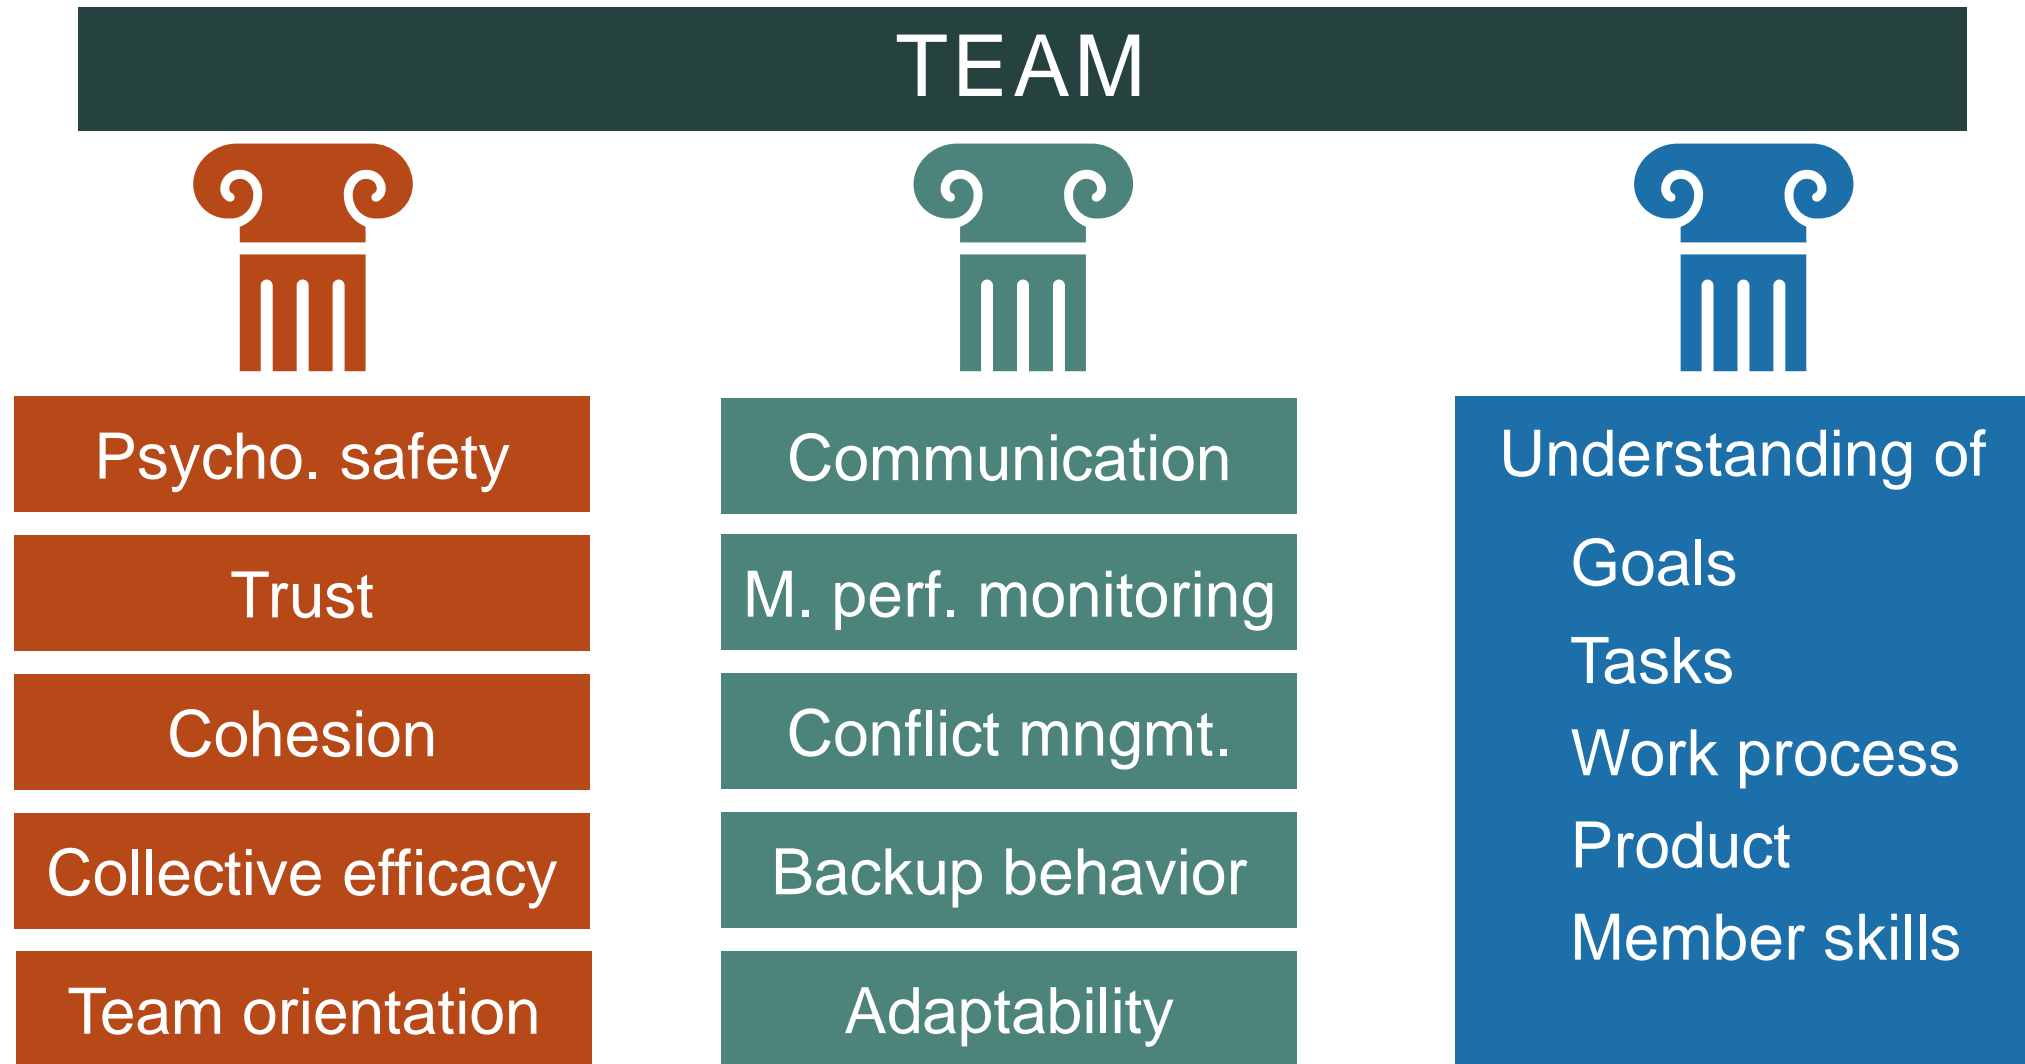 TEAM
Psycho. safety
Trust
Cohesion
Collective efficacy
Team orientation
Communication
M. perf. monitoring
Conflict mngmt.
Backup behavior
Adaptability
Understanding of
Goals
Tasks
Work process
Product
Member skills